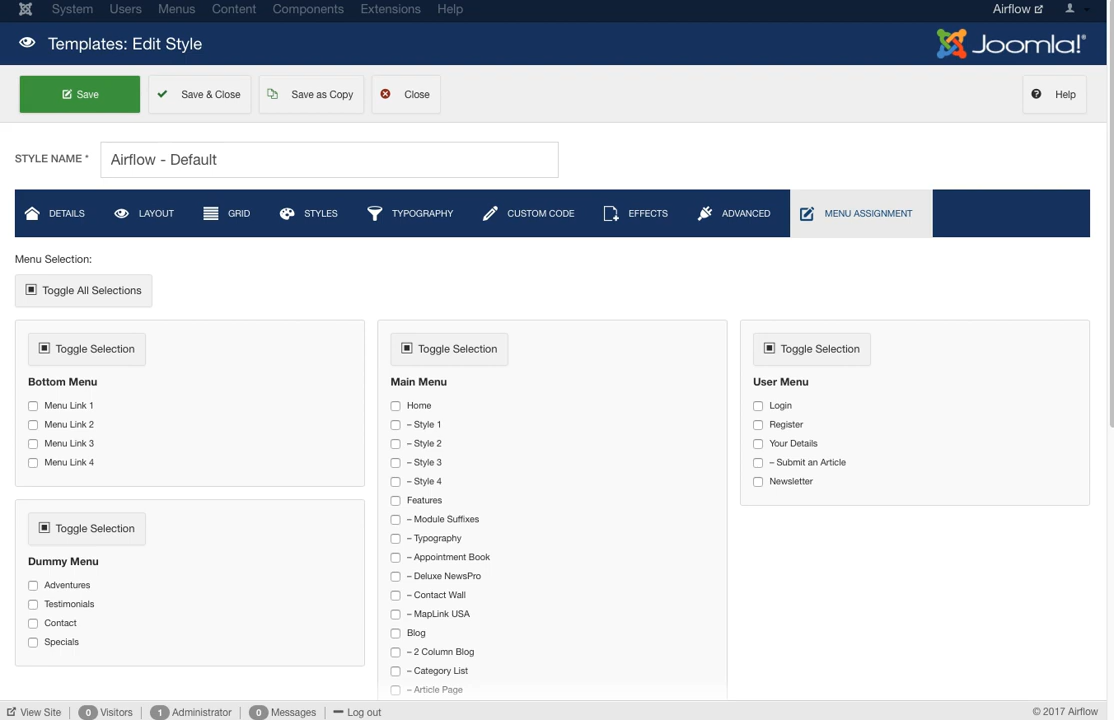 System Users Menus Content Components Extensions Help Airflow
Templates: Edit Style Joomla!®
Save Save & Close Save as Copy Close Help
STYLE NAME * Airflow - Default
DETAILS LAYOUT GRID STYLES TYPOGRAPHY CUSTOM CODE EFFECTS ADVANCED MENU ASSIGNMENT
Menu Selection:
Toggle All Selections
Toggle Selection
Bottom Menu
Menu Link 1
Menu Link 2
Menu Link 3
Menu Link 4
Toggle Selection
Dummy Menu
Adventures
Testimonials
Contact
Specials
Toggle Selection
Main Menu
Home
– Style 1
– Style 2
– Style 3
– Style 4
Features
– Module Suffixes
– Typography
– Appointment Book
– Deluxe NewsPro
– Contact Wall
– MapLink USA
Blog
– 2 Column Blog
– Category List
– Article Page
Toggle Selection
User Menu
Login
Register
Your Details
– Submit an Article
Newsletter
View Site 0 Visitors 1 Administrator 0 Messages Log out © 2017 Airflow